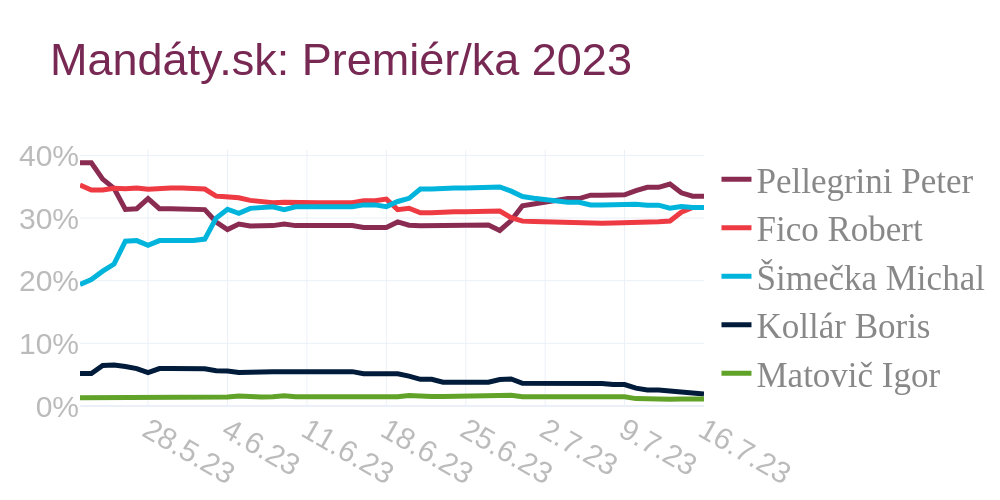 Mandáty.sk: Premiér/ka 2023
40%
30%
20%
10%
0%
28.5.23
4.6.23
11.6.23
18.6.23
25.6.23
2.7.23
9.7.23
16.7.23
Pellegrini Peter
Fico Robert
Šimečka Michal
Kollár Boris
Matovič Igor